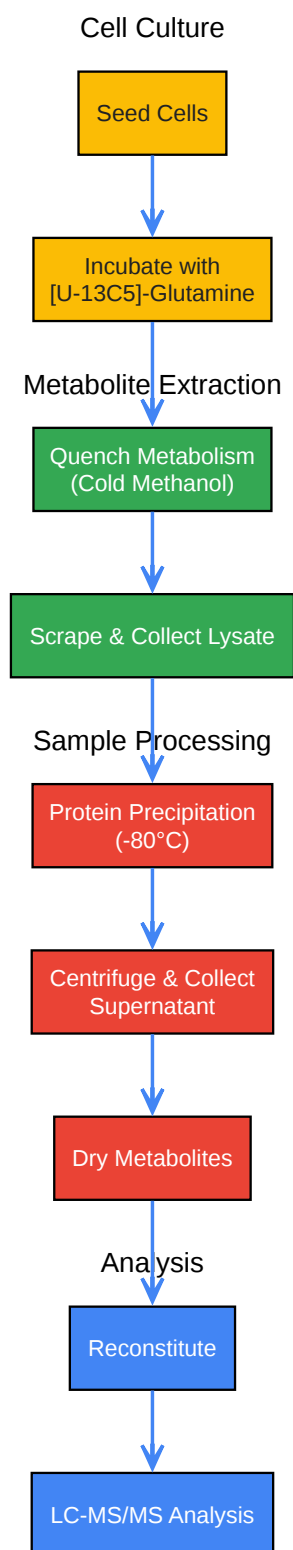 Cell Culture
Seed Cells
Incubate with
[U-13C5]-Glutamine
Metabolite Extraction
Quench Metabolism
(Cold Methanol)
Scrape & Collect Lysate
Sample Processing
Protein Precipitation
(-80°C)
Centrifuge & Collect
Supernatant
Dry Metabolites
Analysis
Reconstitute
LC-MS/MS Analysis